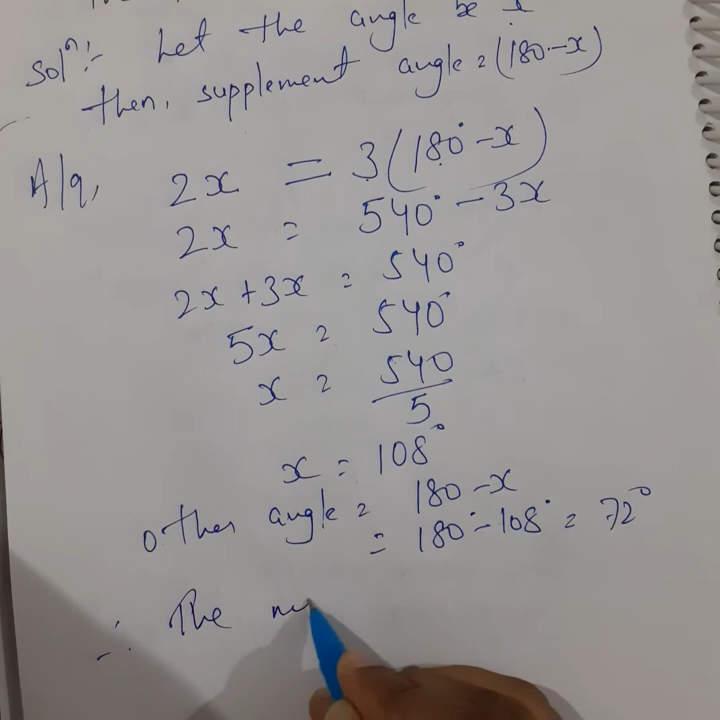 Solⁿ:- Let the angle be x
then, supplement angle = (180-x)
A/q, 2x = 3(180°-x)
2x = 540° - 3x
2x + 3x = 540°
5x = 540°
x = 540/5
x = 108°
other angle = 180-x
= 180°-108° = 72°
∴ The